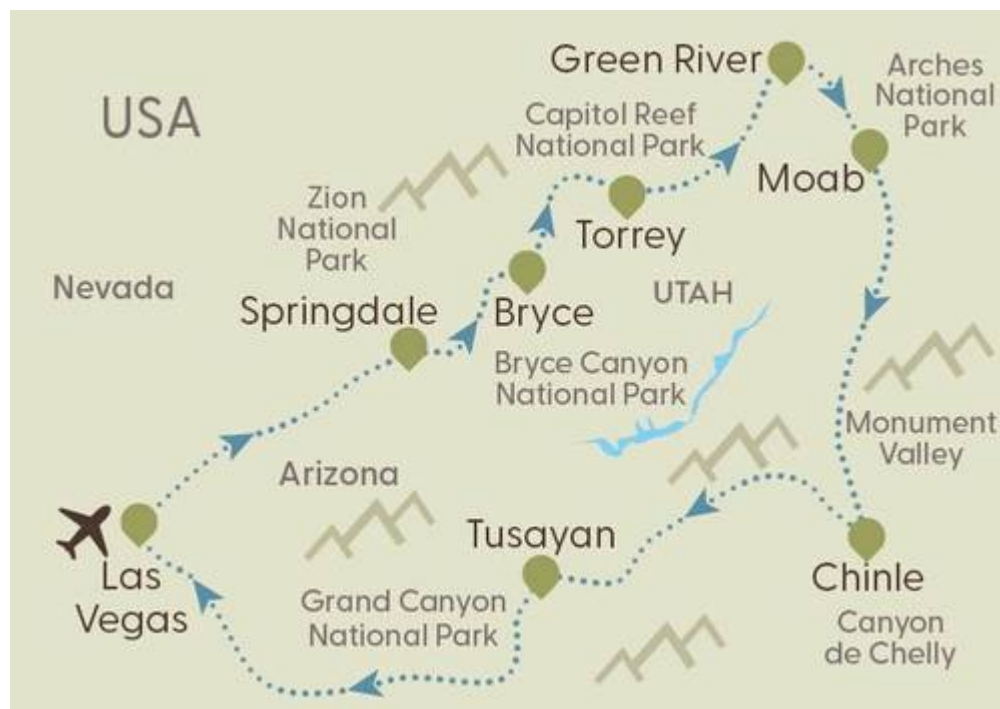 Green River
Arches
National
Park
USA
Capitol Reef
National Park
Moab
Zion
National
Park
Torrey
Nevada
UTAH
Springdale
Bryce
Bryce Canyon
National Park
Monument
Valley
Arizona
Tusayan
Las
Vegas
Chinle
Grand Canyon
National Park
Canyon
de Chelly